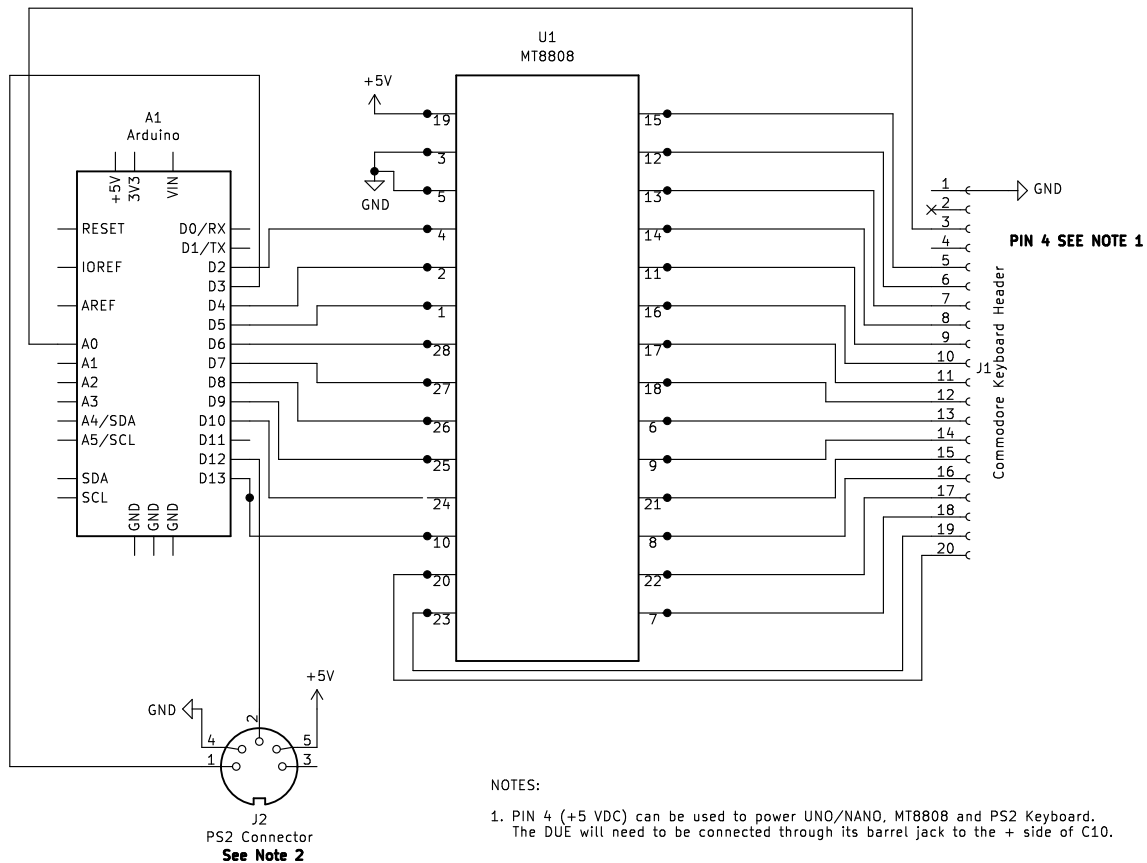 U1
MT8808
+5V
19
3
5
GND
4
2
1
28
27
26
25
24
10
20
23
15
12
13
14
11
16
17
18
6
9
21
8
22
7
A1
Arduino
+5V
3V3
VIN
RESET
IOREF
AREF
A0
A1
A2
A3
A4/SDA
A5/SCL
SDA
SCL
D0/RX
D1/TX
D2
D3
D4
D5
D6
D7
D8
D9
D10
D11
D12
D13
GND
GND
GND
1
2
3
4
5
6
7
8
9
10
11
12
13
14
15
16
17
18
19
20
GND
PIN 4 SEE NOTE 1
J1
Commodore Keyboard Header
+5V
GND
2
4
1
5
3
J2
PS2 Connector
See Note 2
NOTES:
1. PIN 4 (+5 VDC) can be used to power UNO/NANO, MT8808 and PS2 Keyboard.
The DUE will need to be connected through its barrel jack to the + side of C10.